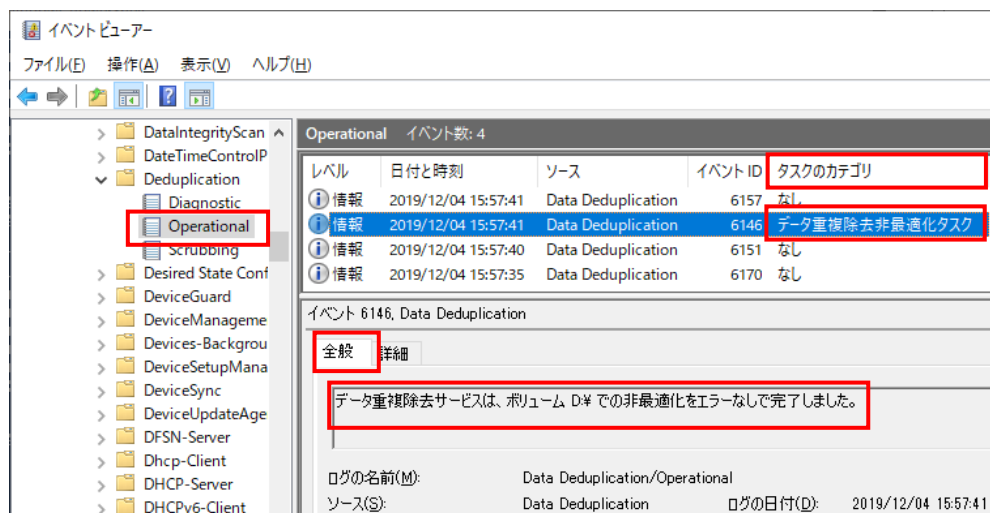 イベント ビューアー
ファイル(F) 操作(A) 表示(V) ヘルプ(H)
DataIntegrityScan
DateTimeControlP
Deduplication
Diagnostic
Operational
Scrubbing
Desired State Conf
DeviceGuard
DeviceManageme
Devices-Backgrou
DeviceSetupMana
DeviceSync
DeviceUpdateAge
DFSN-Server
Dhcp-Client
DHCP-Server
DHCPv6-Client
Operational イベント数: 4
レベル 日付と時刻 ソース イベント ID タスクのカテゴリ
情報 2019/12/04 15:57:41 Data Deduplication 6157 なし
情報 2019/12/04 15:57:41 Data Deduplication 6146 データ重複除去非最適化タスク
情報 2019/12/04 15:57:40 Data Deduplication 6151 なし
情報 2019/12/04 15:57:35 Data Deduplication 6170 なし
イベント 6146, Data Deduplication
全般 詳細
データ重複除去サービスは、ボリューム D:¥ での非最適化をエラーなしで完了しました。
ログの名前(M): Data Deduplication/Operational
ソース(S): Data Deduplication ログの日付(D): 2019/12/04 15:57:41